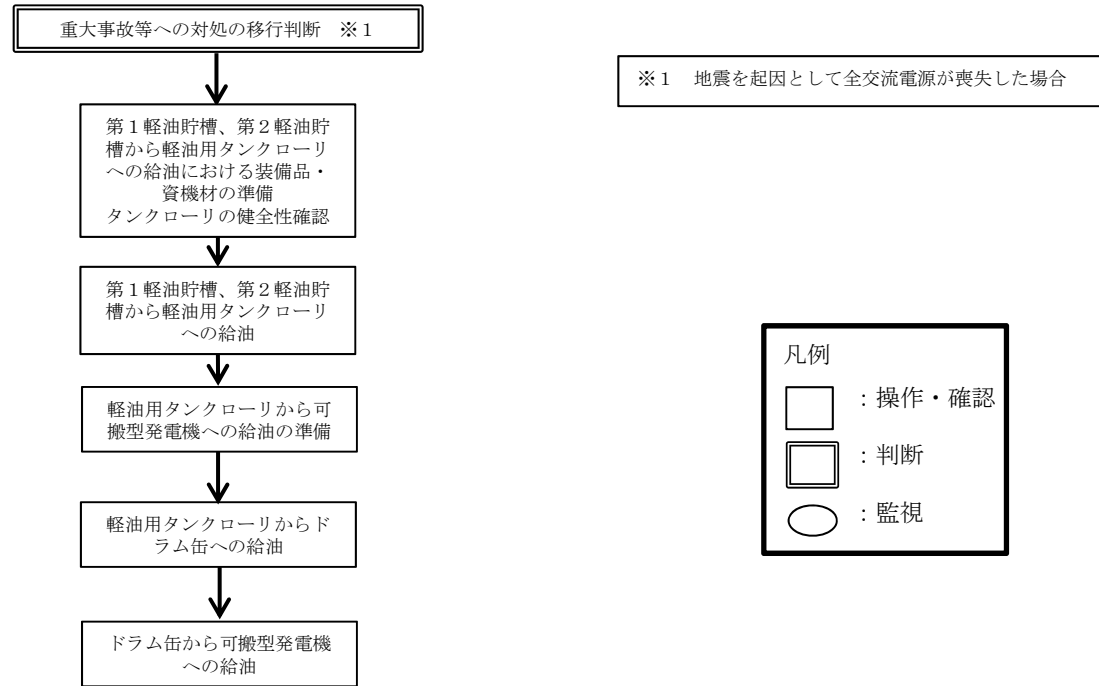 重大事故等への対処の移行判断 ※１
※１ 地震を起因として全交流電源が喪失した場合
第１軽油貯槽、第２軽油貯
槽から軽油用タンクローリ
への給油における装備品・
資機材の準備
タンクローリの健全性確認
第１軽油貯槽、第２軽油貯
槽から軽油用タンクローリ
への給油
軽油用タンクローリから可
搬型発電機への給油の準備
軽油用タンクローリからド
ラム缶への給油
ドラム缶から可搬型発電機
への給油
凡例
：操作・確認
：判断
：監視